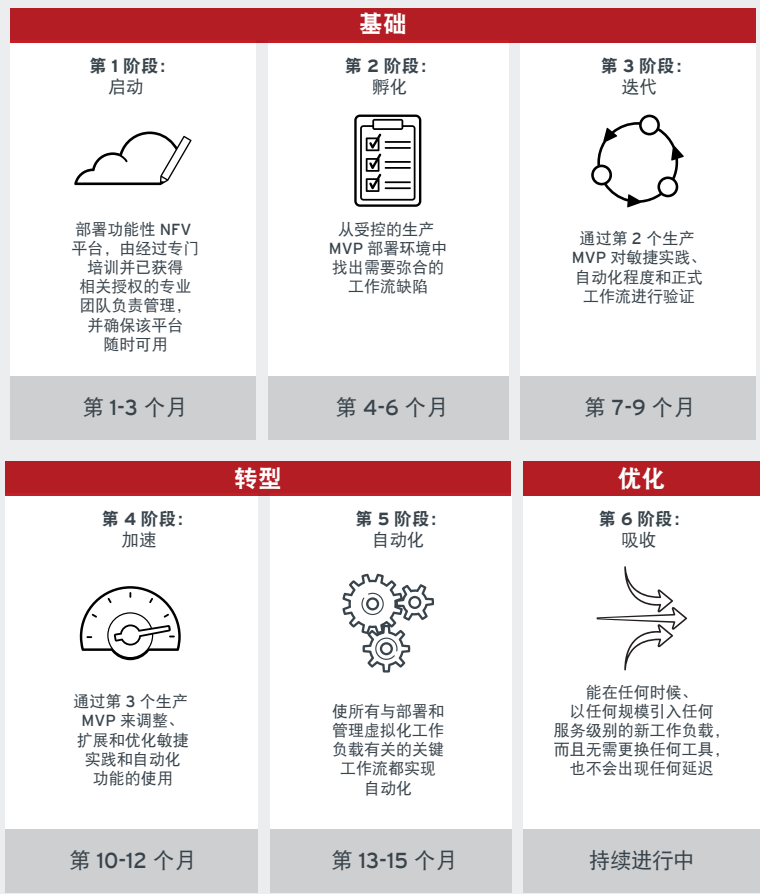 基础
第 1 阶段：
启动
部署功能性 NFV
平台，由经过专门
培训并已获得
相关授权的专业
团队负责管理，
并确保该平台
随时可用
第 1-3 个月
第 2 阶段：
孵化
从受控的生产
MVP 部署环境中
找出需要弥合的
工作流缺陷
第 4-6 个月
第 3 阶段：
迭代
通过第 2 个生产
MVP 对敏捷实践、
自动化程度和正式
工作流进行验证
第 7-9 个月
转型
第 4 阶段：
加速
通过第 3 个生产
MVP 来调整、
扩展和优化敏捷
实践和自动化
功能的使用
第 10-12 个月
第 5 阶段：
自动化
使所有与部署和
管理虚拟化工作
负载有关的关键
工作流都实现
自动化
第 13-15 个月
优化
第 6 阶段：
吸收
能在任何时候、
以任何规模引入任何
服务级别的新工作负载，
而且无需更换任何工具，
也不会出现任何延迟
持续进行中